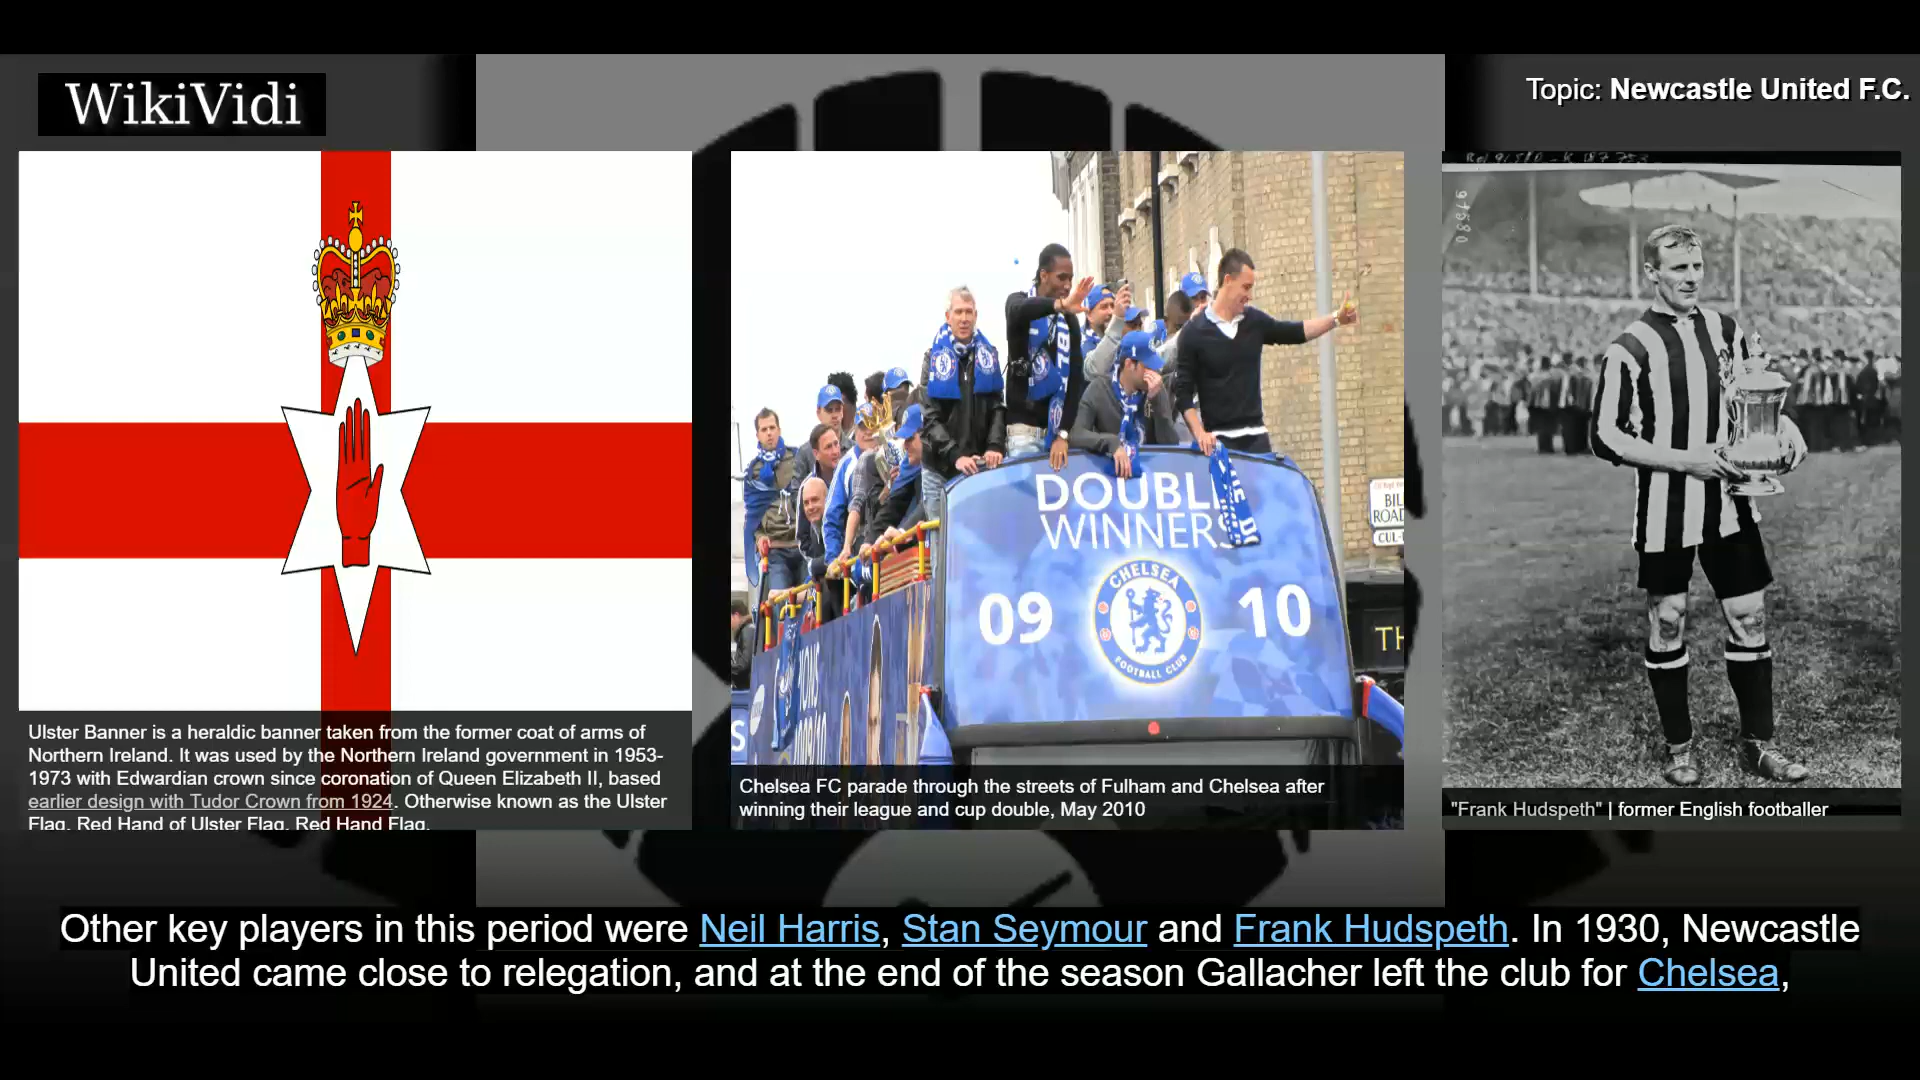 WikiVidi
Topic: Newcastle United F.C.
DOUBL
WINNERS
09
10
CHELSEA
FOOTBALL CLUB
BIL
ROAD
CUL-
TH
Ulster Banner is a heraldic banner taken from the former coat of arms of
Northern Ireland. It was used by the Northern Ireland government in 1953-
1973 with Edwardian crown since coronation of Queen Elizabeth II, based
earlier design with Tudor Crown from 1924. Otherwise known as the Ulster
Flag, Red Hand of Ulster Flag, Red Hand Flag.
Chelsea FC parade through the streets of Fulham and Chelsea after
winning their league and cup double, May 2010
"Frank Hudspeth" | former English footballer
Other key players in this period were Neil Harris, Stan Seymour and Frank Hudspeth. In 1930, Newcastle
United came close to relegation, and at the end of the season Gallacher left the club for Chelsea,